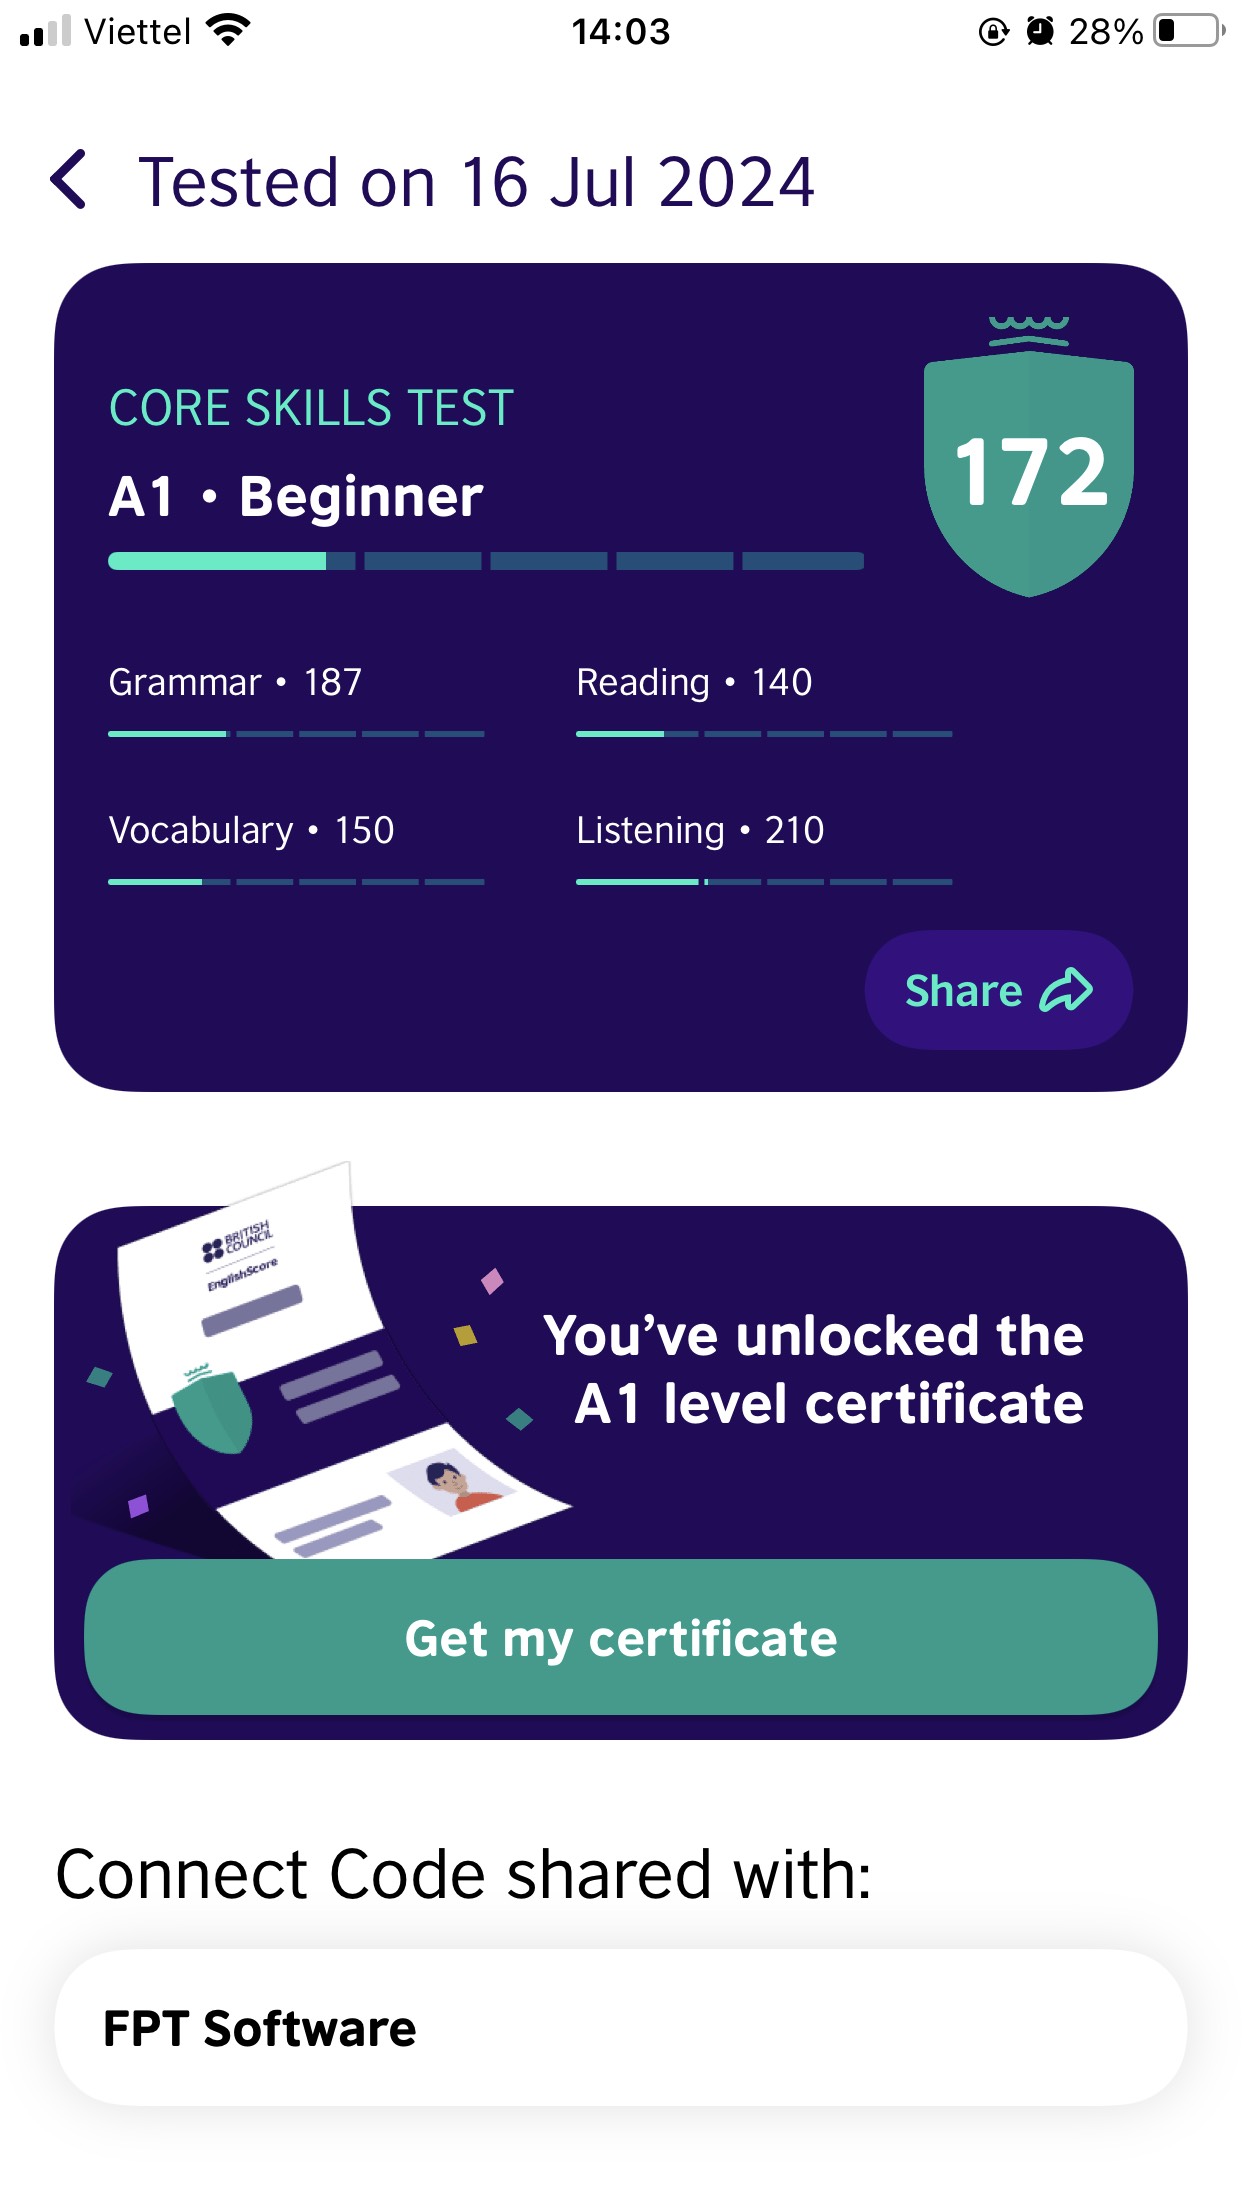 Viettel 14:03 28%
Tested on 16 Jul 2024
CORE SKILLS TEST
A1 • Beginner
172
Grammar • 187
Reading • 140
Vocabulary • 150
Listening • 210
Share
BRITISH
COUNCIL
EnglishScore
You’ve unlocked the
A1 level certificate
Get my certificate
Connect Code shared with:
FPT Software